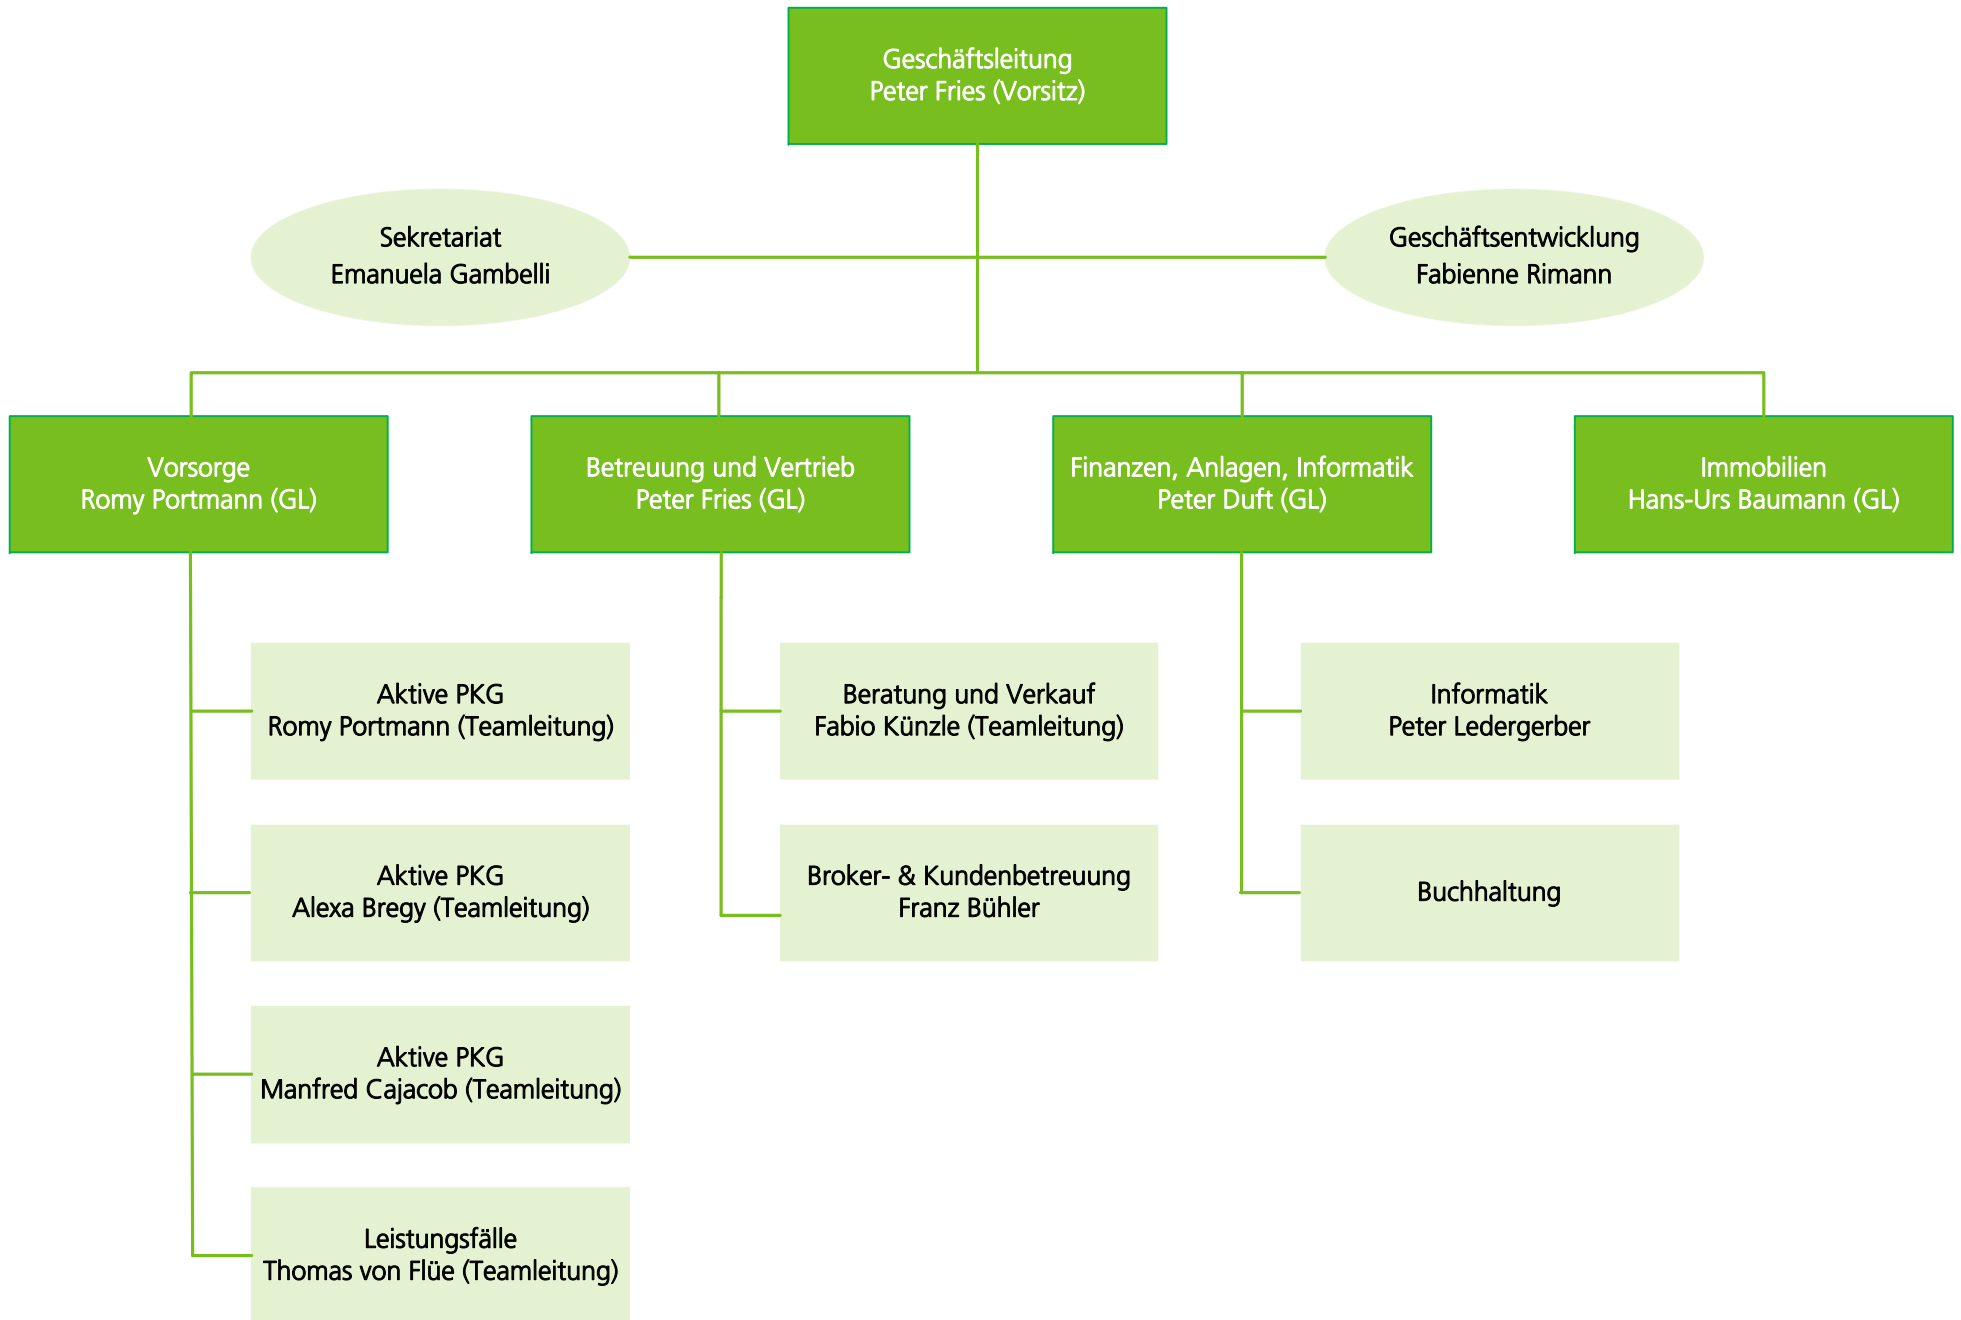 Geschäftsleitung
Peter Fries (Vorsitz)
Sekretariat
Emanuela Gambelli
Geschäftsentwicklung
Fabienne Rimann
Vorsorge
Romy Portmann (GL)
Betreuung und Vertrieb
Peter Fries (GL)
Finanzen, Anlagen, Informatik
Peter Duft (GL)
Immobilien
Hans-Urs Baumann (GL)
Aktive PKG
Romy Portmann (Teamleitung)
Beratung und Verkauf
Fabio Künzle (Teamleitung)
Informatik
Peter Ledergerber
Aktive PKG
Alexa Bregy (Teamleitung)
Broker- & Kundenbetreuung
Franz Bühler
Buchhaltung
Aktive PKG
Manfred Cajacob (Teamleitung)
Leistungsfälle
Thomas von Flüe (Teamleitung)